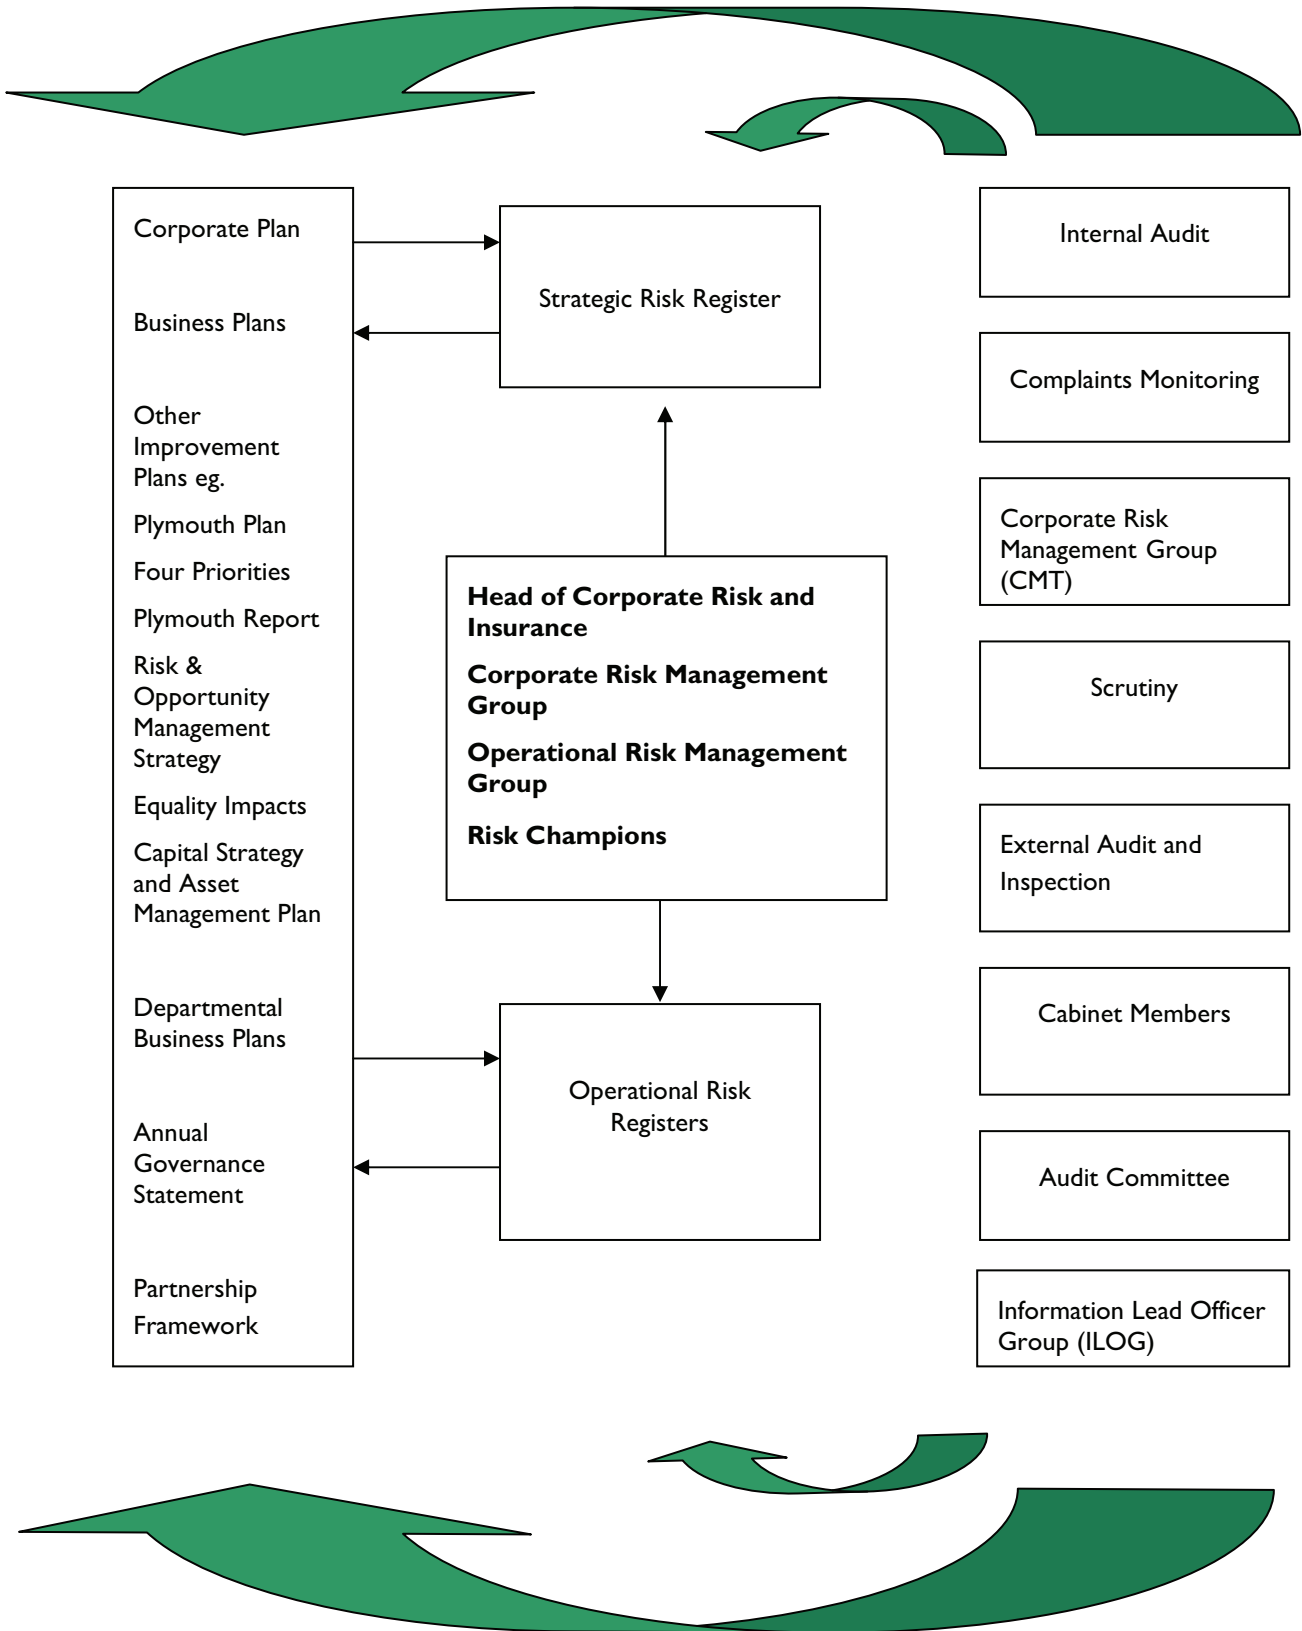 Corporate Plan
Business Plans
Other
Improvement
Plans eg.
Plymouth Plan
Four Priorities
Plymouth Report
Risk &
Opportunity
Management
Strategy
Equality Impacts
Capital Strategy
and Asset
Management Plan
Departmental
Business Plans
Annual
Governance
Statement
Partnership
Framework
Strategic Risk Register
Head of Corporate Risk and
Insurance
Corporate Risk Management
Group
Operational Risk Management
Group
Risk Champions
Operational Risk
Registers
Internal Audit
Complaints Monitoring
Corporate Risk
Management Group
(CMT)
Scrutiny
External Audit and
Inspection
Cabinet Members
Audit Committee
Information Lead Officer
Group (ILOG)